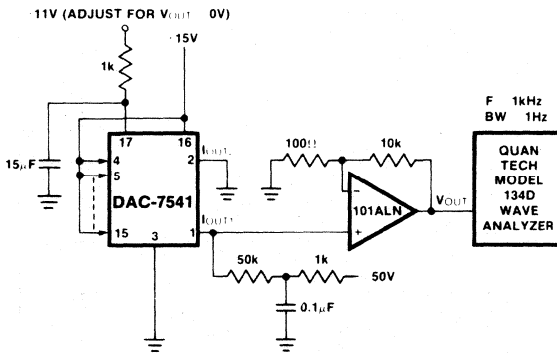 11V (ADJUST FOR VOUT 0V)
15V
1k
F 1kHz
BW 1Hz
17
16
15μF
4
5
15
IOUT2
2
DAC-7541
3
1
IOUT1
100Ω
10k
101ALN
−
+
VOUT
QUAN
TECH
MODEL
134D
WAVE
ANALYZER
50k
1k
50V
0.1μF